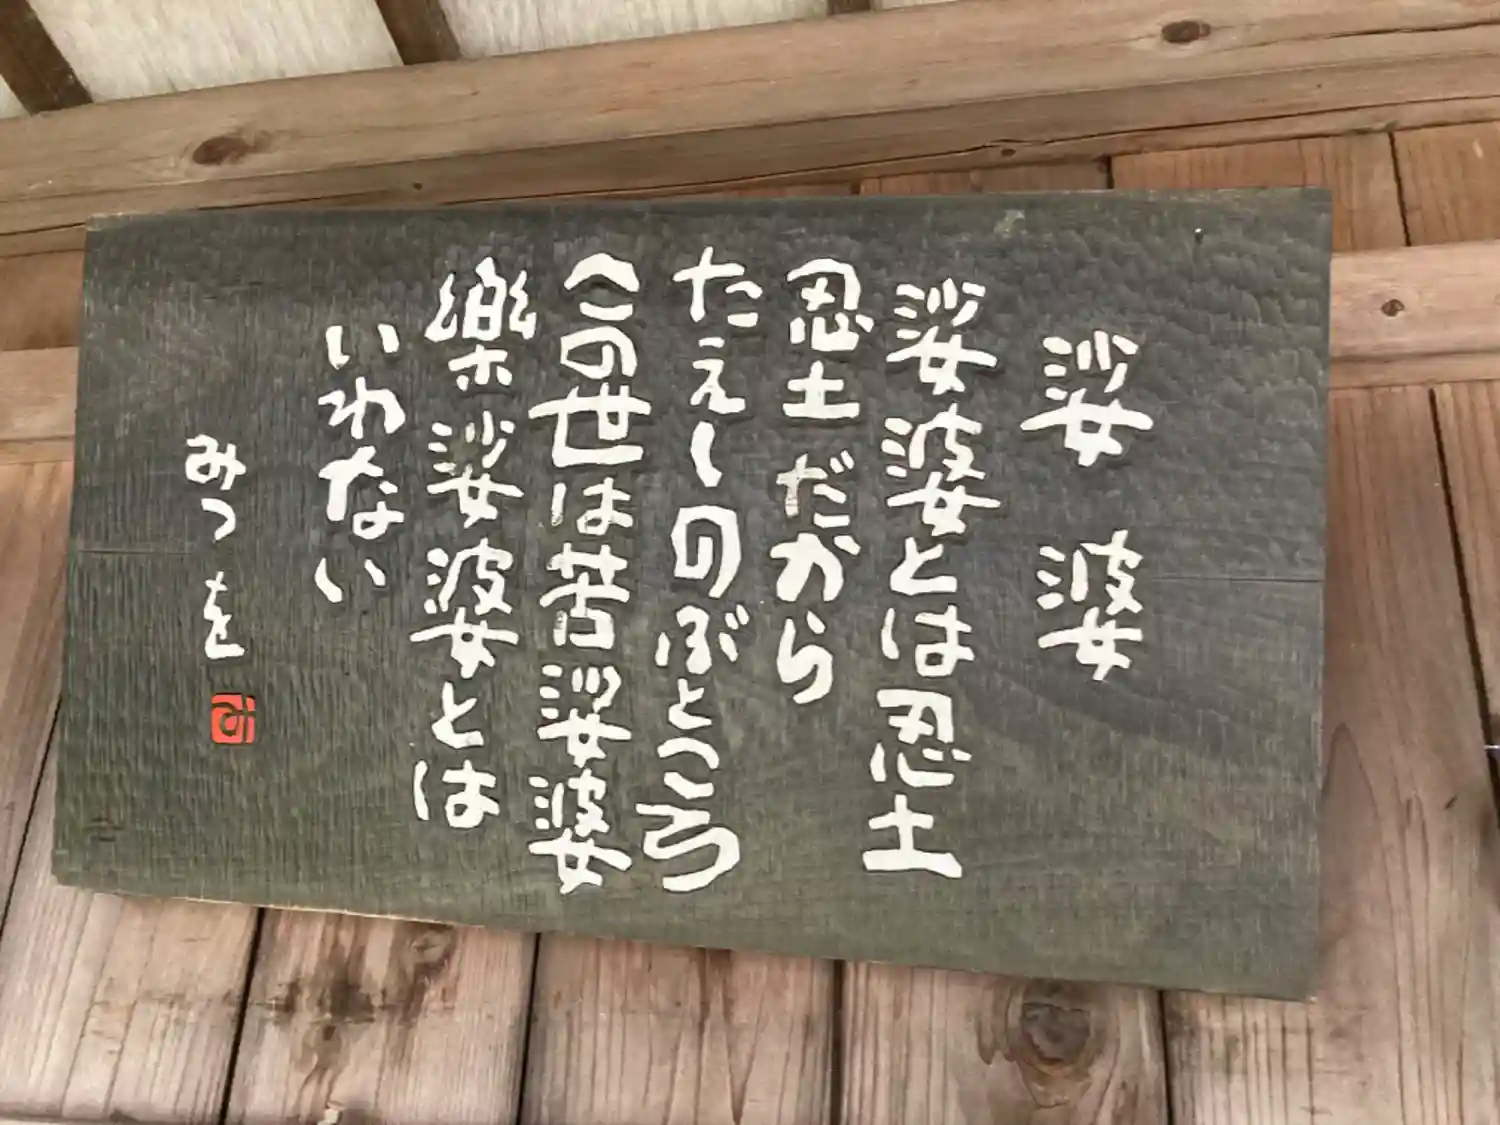 娑婆
娑婆とは忍土
忍土だから
たえしのぶところ
この世は苦娑婆
樂娑婆とは
いわない
みつを